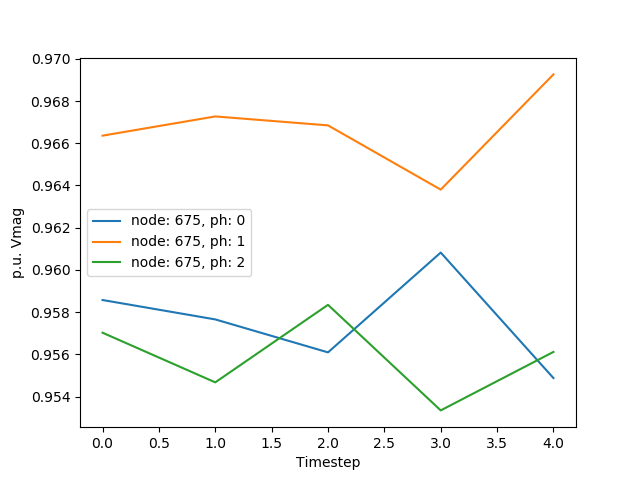 0.970
0.968
0.966
0.964
0.962
0.960
0.958
0.956
0.954
p.u. Vmag
node: 675, ph: 0
node: 675, ph: 1
node: 675, ph: 2
0.0 0.5 1.0 1.5 2.0 2.5 3.0 3.5 4.0
Timestep